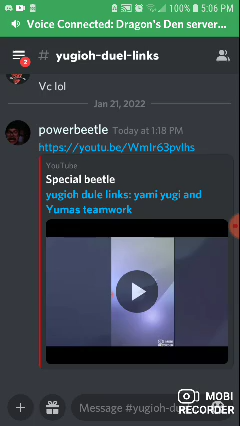 100% 5:06 PM
Voice Connected: Dragon's Den server...
2
# yugioh-duel-links
Vc lol
Jan 21, 2022
powerbeetle Today at 1:18 PM
https://youtu.be/WmIr63pvlhs
YouTube
Special beetle
yugioh dule links: yami yugi and
Yumas teamwork
MOBI
RECORDER
Message #yugioh-du